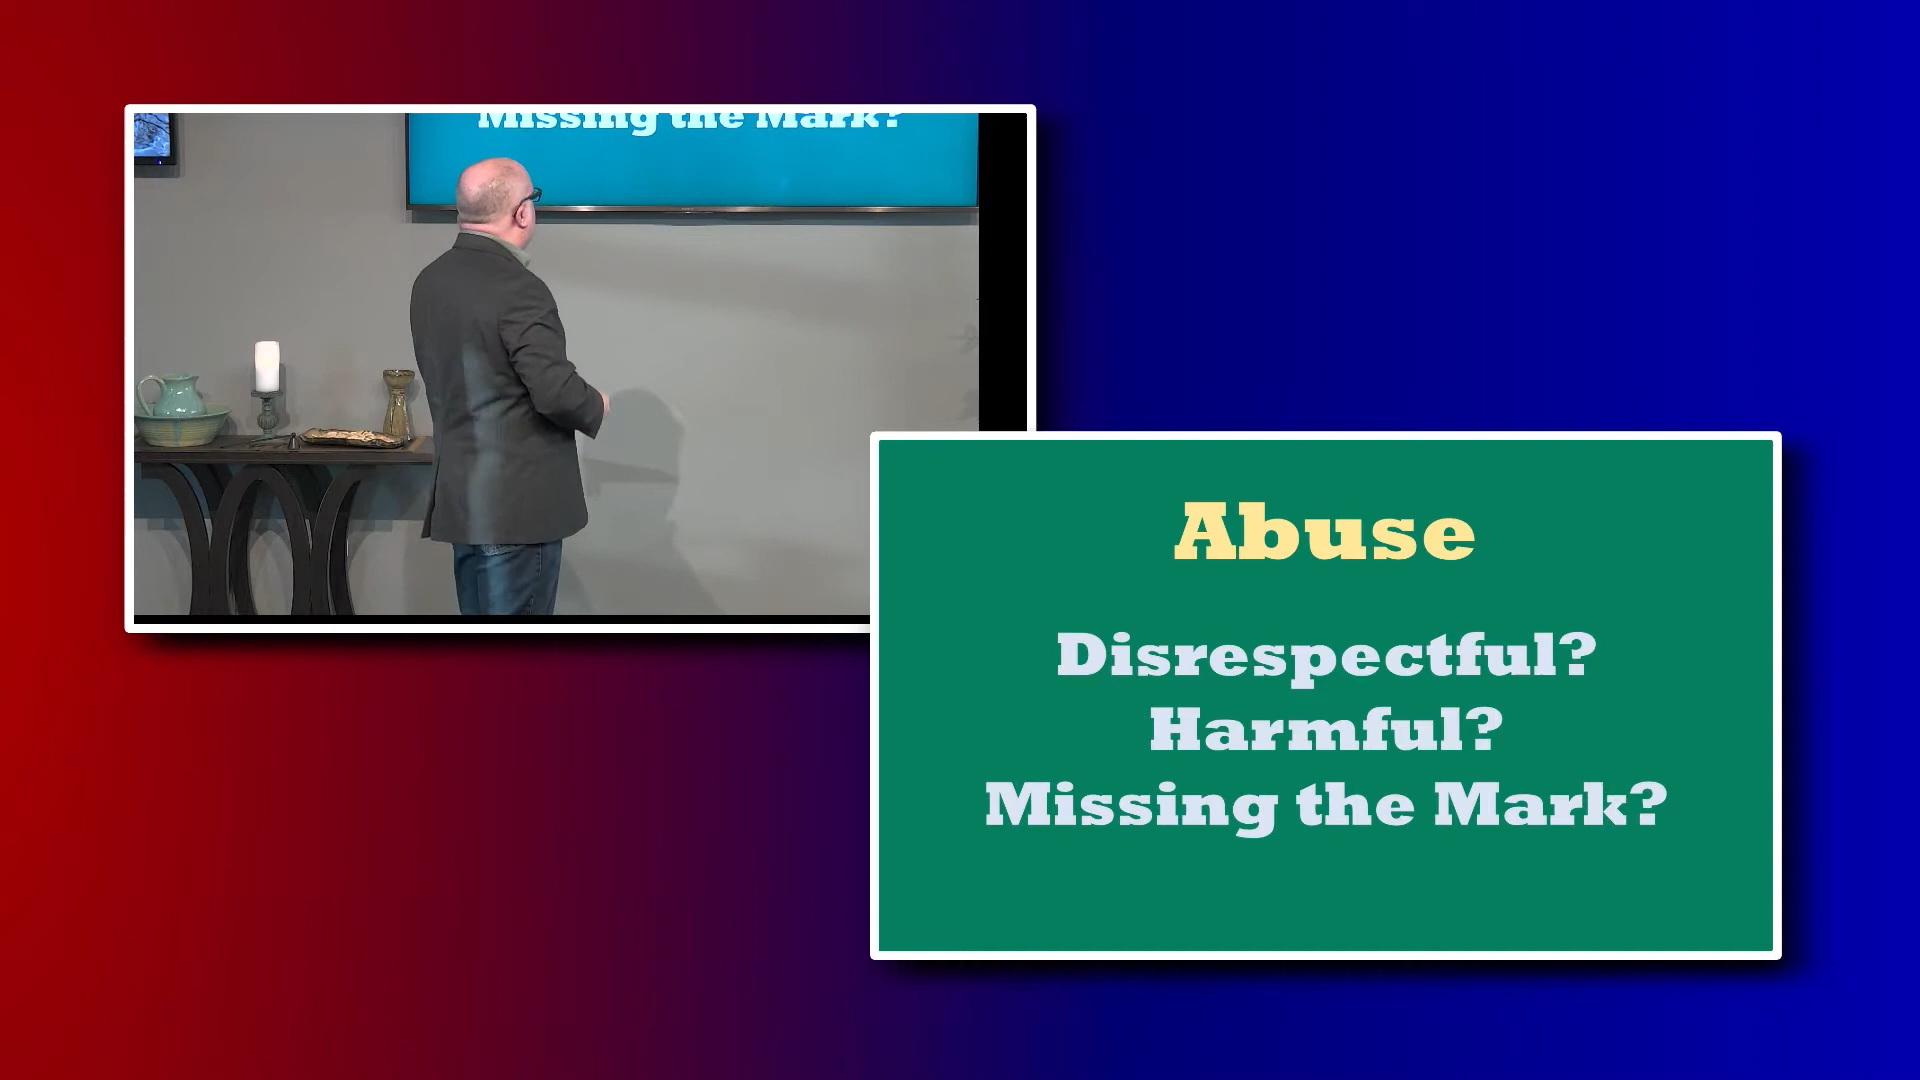 Missing the Mark?
Abuse
Disrespectful?
Harmful?
Missing the Mark?